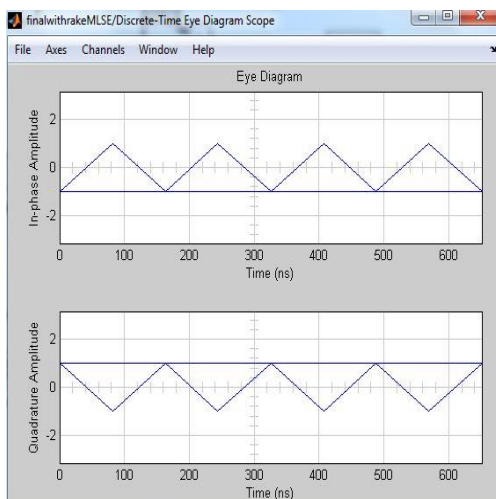 finalwithrakeMLSE/Discrete-Time Eye Diagram Scope
File Axes Channels Window Help
Eye Diagram
In-phase Amplitude
2
0
-2
0 100 200 300 400 500 600
Time (ns)
Quadrature Amplitude
2
0
-2
0 100 200 300 400 500 600
Time (ns)